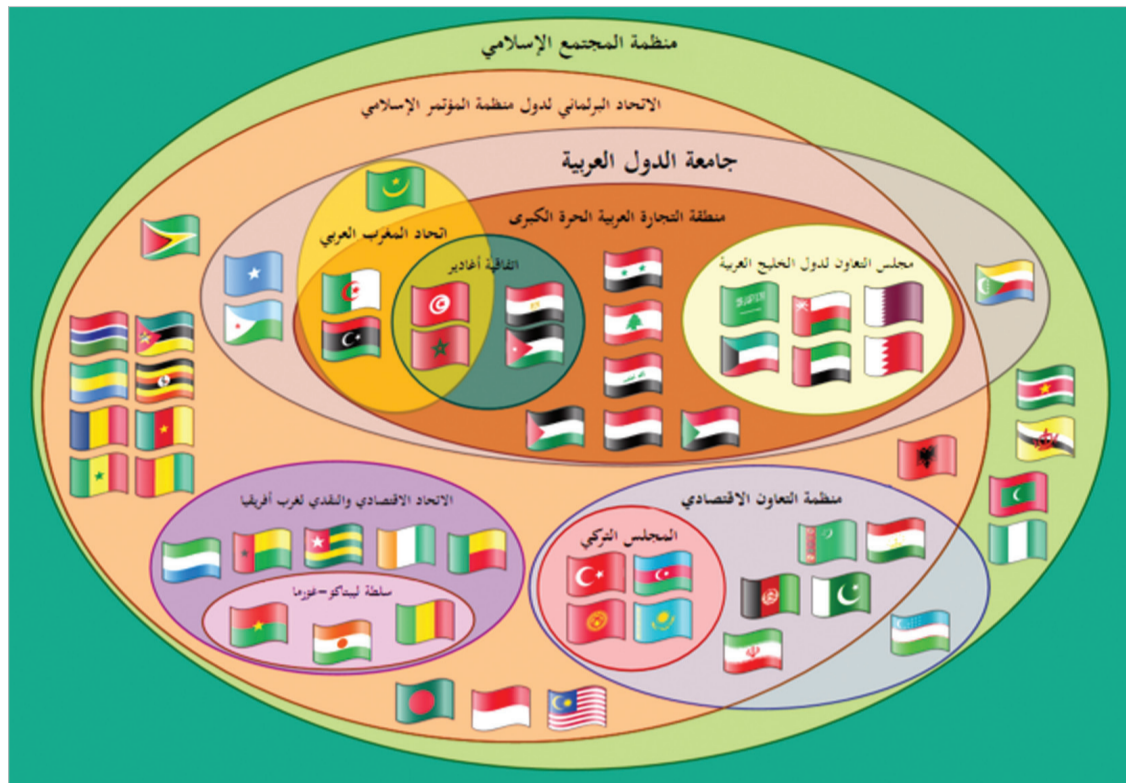 منظمة المجتمع الإسلامي
الاتحاد البرلماني لدول منظمة المؤتمر الإسلامي
جامعة الدول العربية
منطقة التجارة العربية الحرة الكبرى
اتحاد المغرب العربي
اتفاقية أغادير
مجلس التعاون لدول الخليج العربية
الاتحاد الاقتصادي والنقدي لغرب أفريقيا
سلطة ليبتاكو-غورما
منظمة التعاون الاقتصادي
المجلس التركي